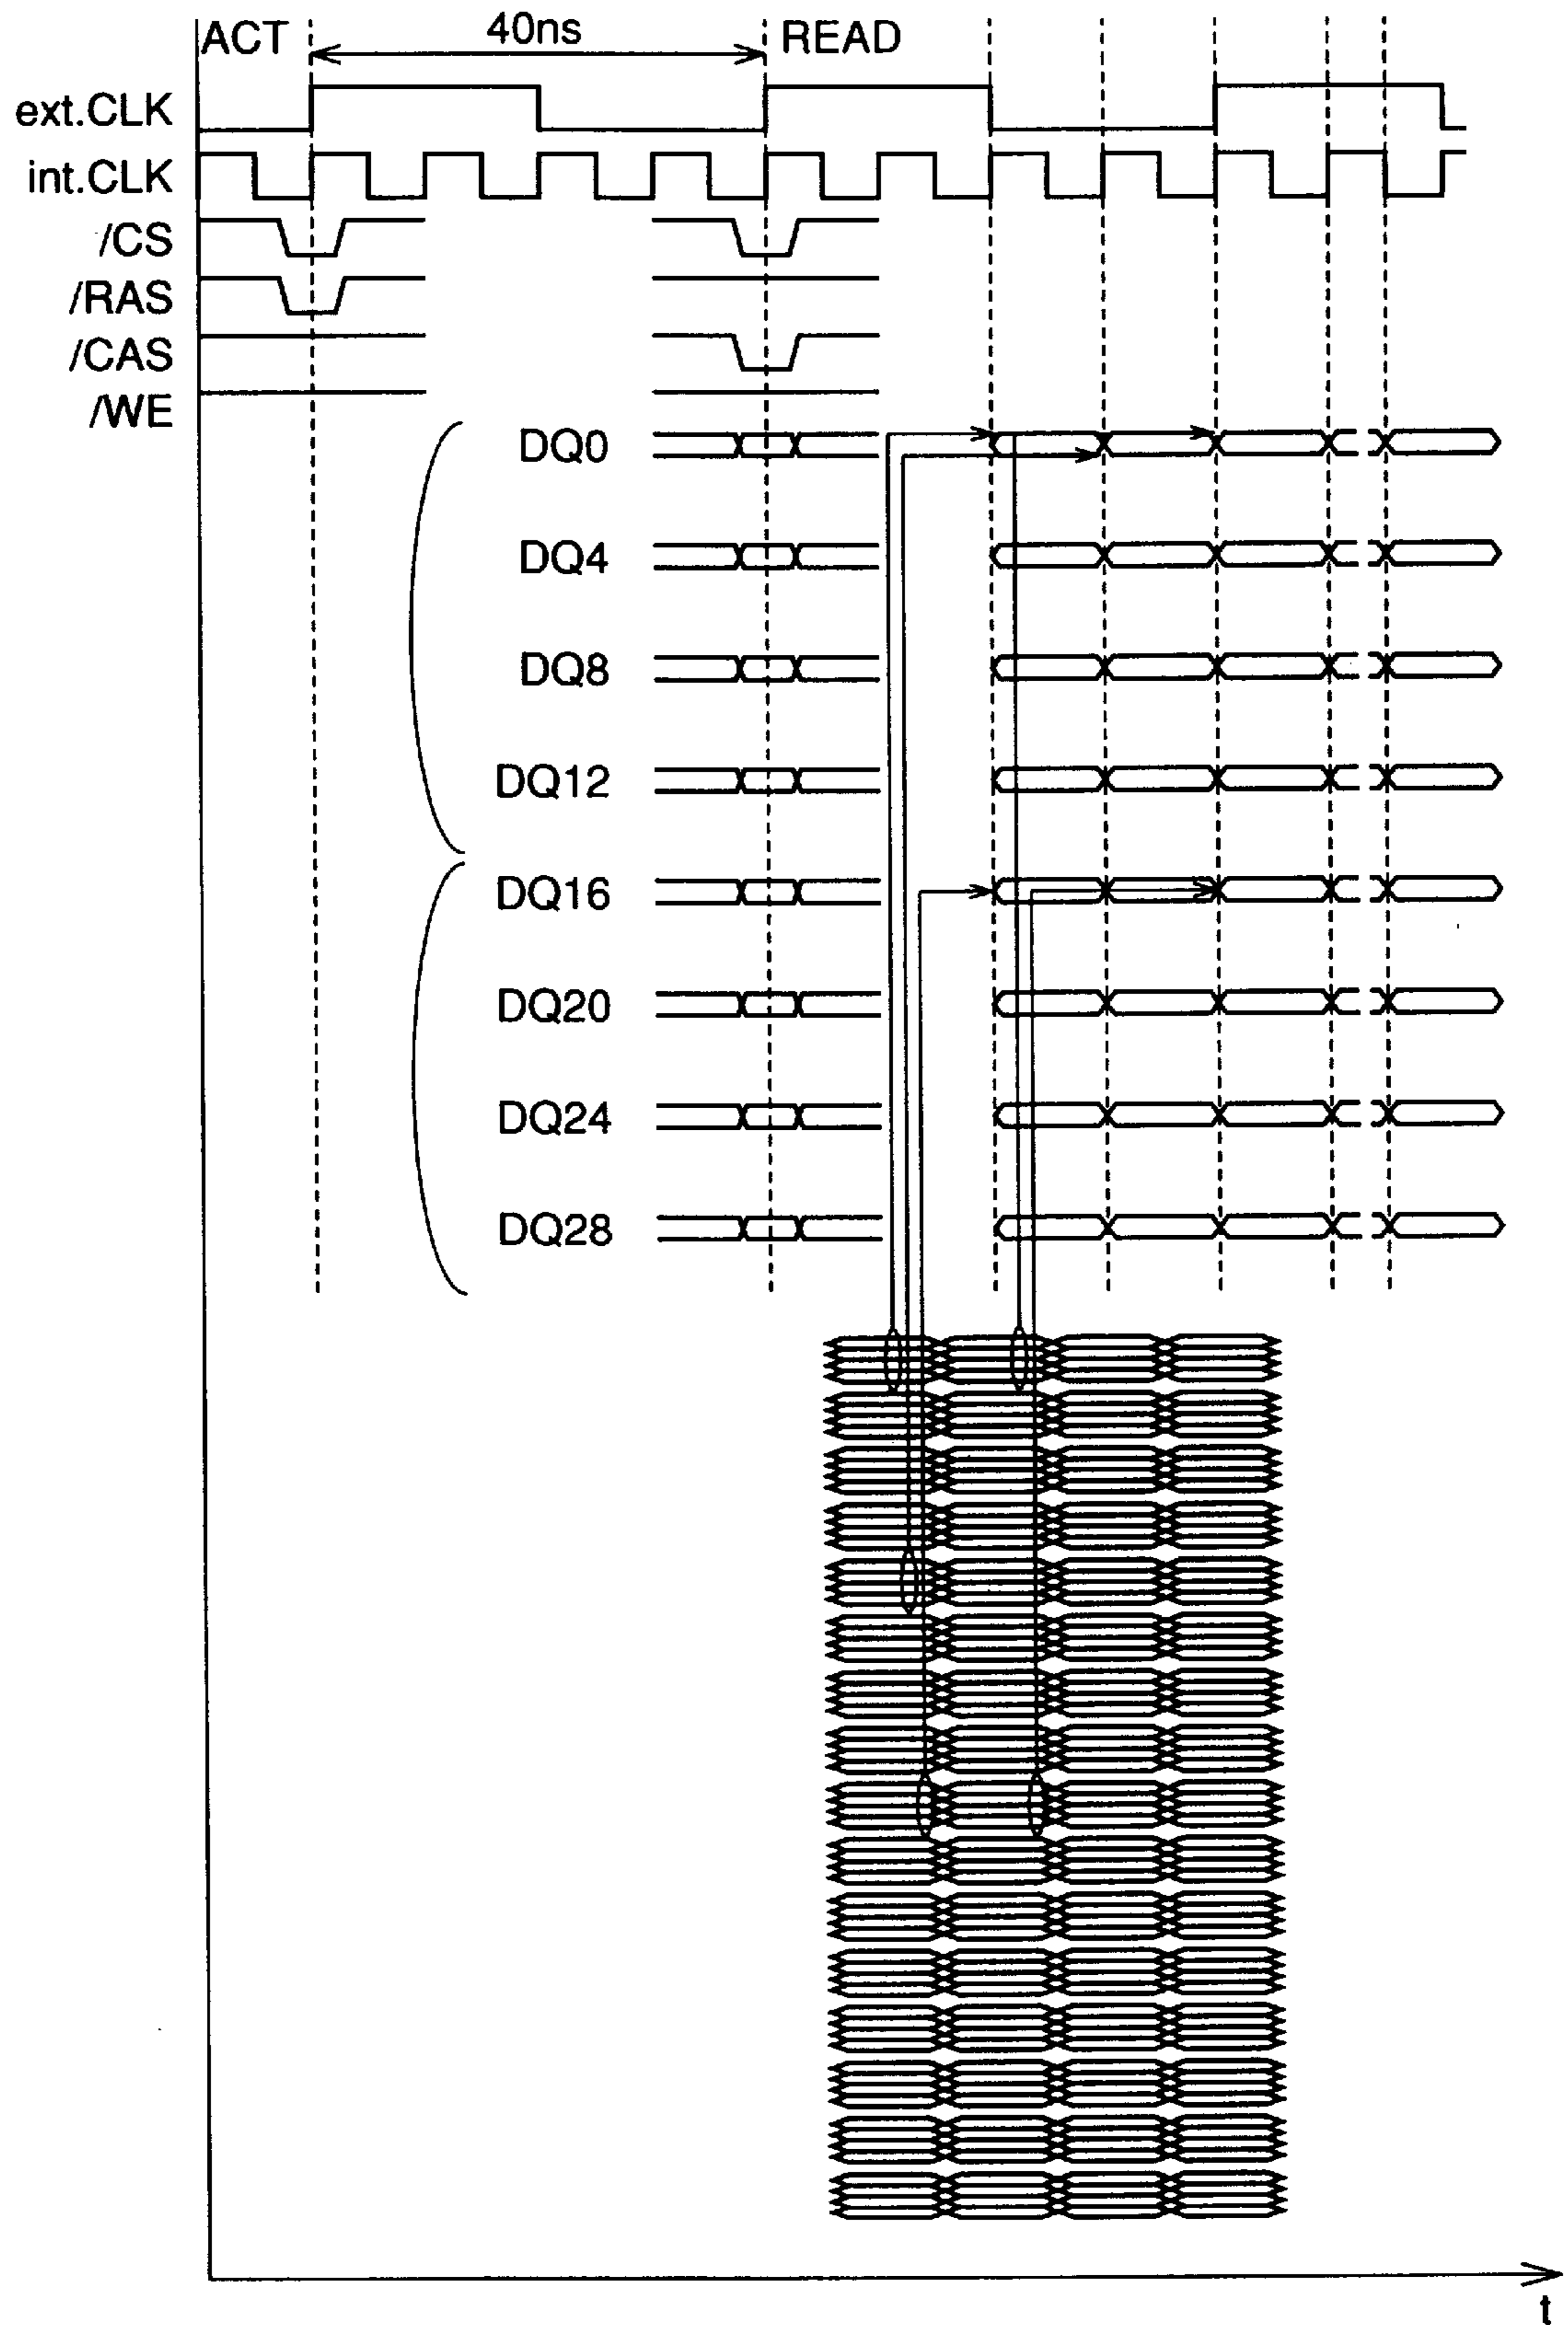 ACT 40ns READ
ext.CLK
int.CLK
/CS
/RAS
/CAS
/WE
DQ0
DQ4
DQ8
DQ12
DQ16
DQ20
DQ24
DQ28
t